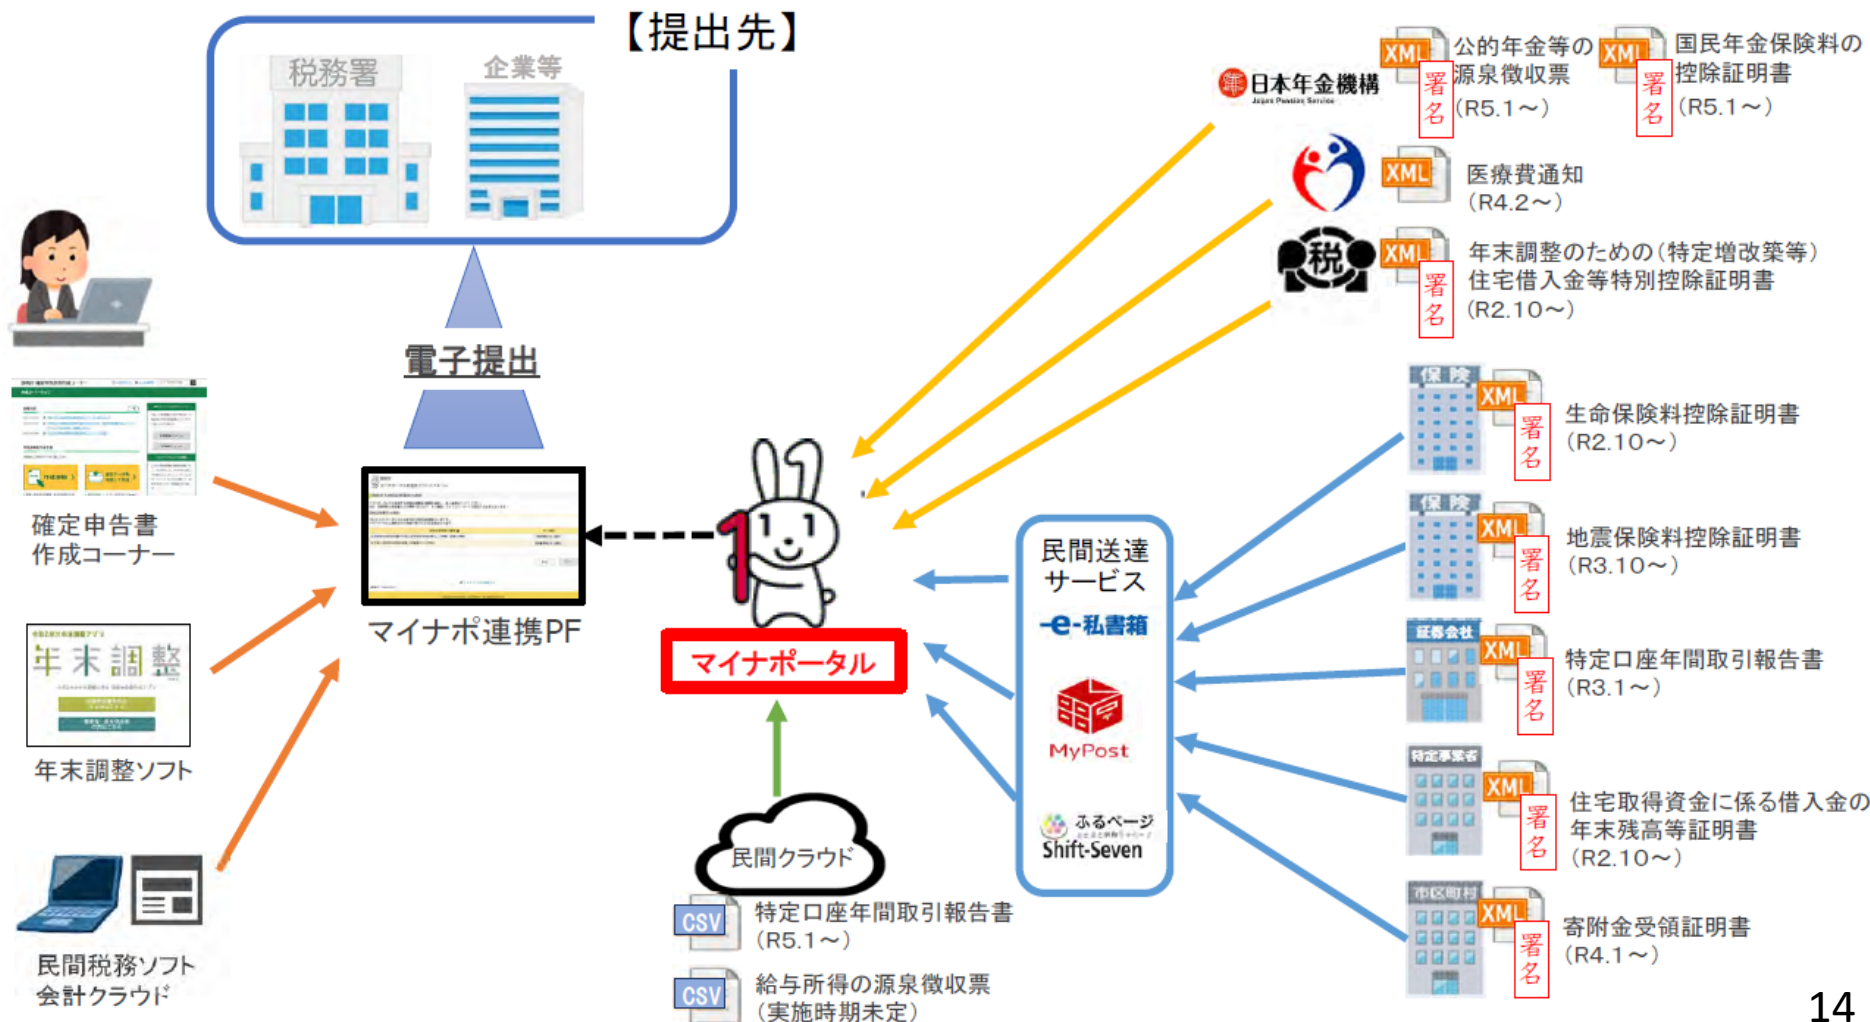 【提出先】
税務署
企業等
電子提出
確定申告書
作成コーナー
年末調整
年末調整ソフト
民間税務ソフト
会計クラウド
マイナポ連携PF
マイナポータル
民間クラウド
CSV
特定口座年間取引報告書
(R5.1～)
CSV
給与所得の源泉徴収票
(実施時期未定)
民間送達
サービス
e-私書箱
MyPost
ふるページ
Shift-Seven
日本年金機構
Japan Pension Service
XML
署名
公的年金等の
源泉徴収票
(R5.1～)
XML
署名
国民年金保険料の
控除証明書
(R5.1～)
XML
医療費通知
(R4.2～)
税
XML
署名
年末調整のための(特定増改築等)
住宅借入金等特別控除証明書
(R2.10～)
保険
XML
署名
生命保険料控除証明書
(R2.10～)
保険
XML
署名
地震保険料控除証明書
(R3.10～)
証券会社
XML
署名
特定口座年間取引報告書
(R3.1～)
特定事業者
XML
署名
住宅取得資金に係る借入金の
年末残高等証明書
(R2.10～)
市区町村
XML
署名
寄附金受領証明書
(R4.1～)
14